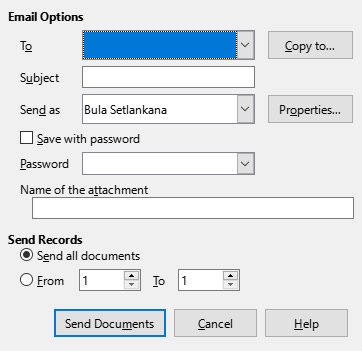 Email Options
To
Copy to...
Subject
Send as Bula Setlankana Properties...
Save with password
Password
Name of the attachment
Send Records
Send all documents
From 1 To 1
Send Documents Cancel Help